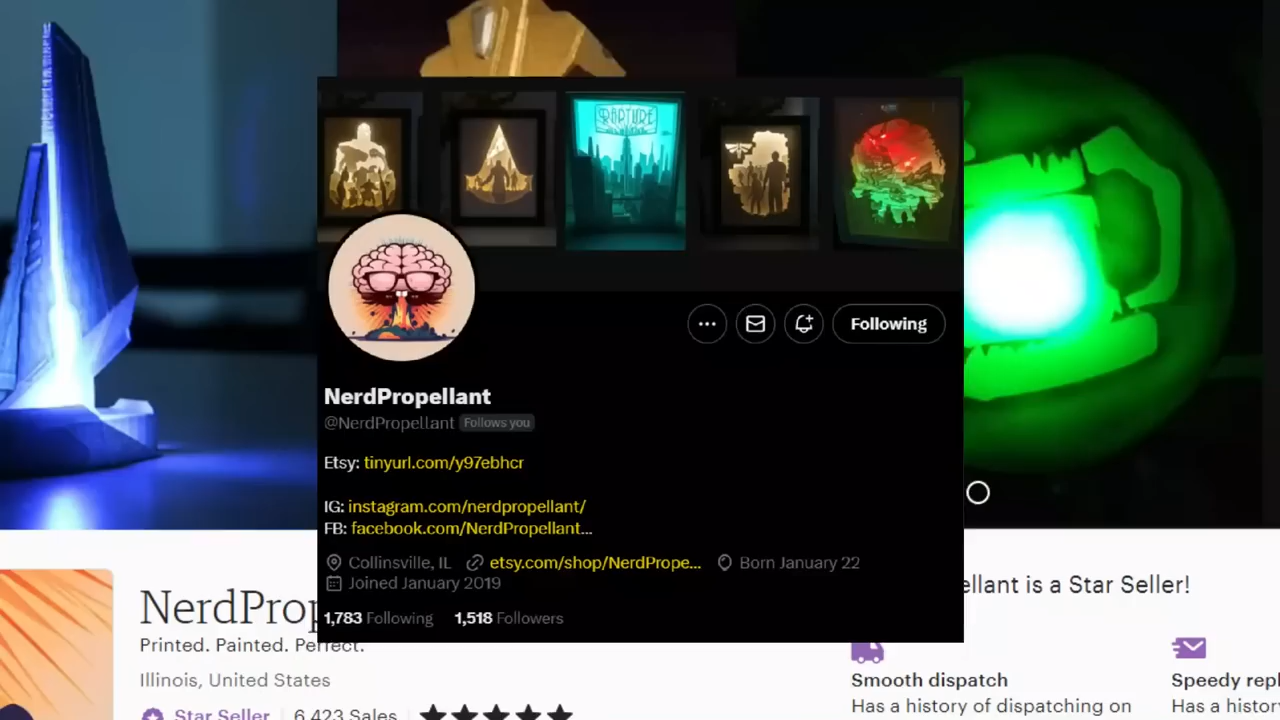 RAPTURE
Following
NerdPropellant
@NerdPropellant Follows you
Etsy: tinyurl.com/y97ebhcr
IG: instagram.com/nerdpropellant/
FB: facebook.com/NerdPropellant...
Collinsville, IL etsy.com/shop/NerdPrope... Born January 22
Joined January 2019
1,783 Following 1,518 Followers
NerdProp
Printed. Painted. Perfect.
Illinois, United States
Star Seller 6,423 Sales
ellant is a Star Seller!
Smooth dispatch
Has a history of dispatching on
Speedy repl
Has a histor